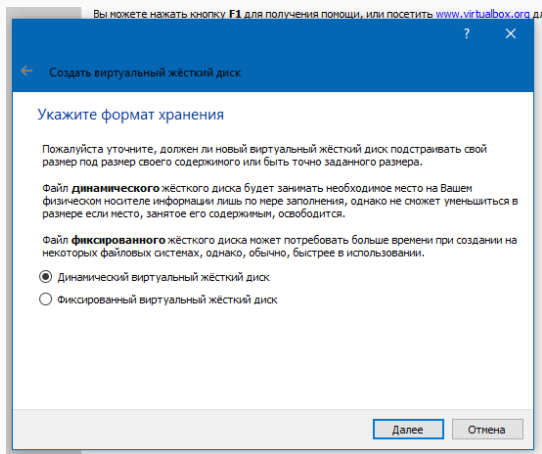 Вы можете нажать кнопку F1 для получения помощи, или посетить www.virtualbox.org д
?
Создать виртуальный жёсткий диск
Укажите формат хранения
Пожалуйста уточните, должен ли новый виртуальный жёсткий диск подстраивать свой
размер под размер своего содержимого или быть точно заданного размера.
Файл динамического жёсткого диска будет занимать необходимое место на Вашем
физическом носителе информации лишь по мере заполнения, однако не сможет уменьшиться в
размере если место, занятое его содержимым, освободится.
Файл фиксированного жёсткого диска может потребовать больше времени при создании на
некоторых файловых системах, однако, обычно, быстрее в использовании.
Динамический виртуальный жёсткий диск
Фиксированный виртуальный жёсткий диск
Далее Отмена